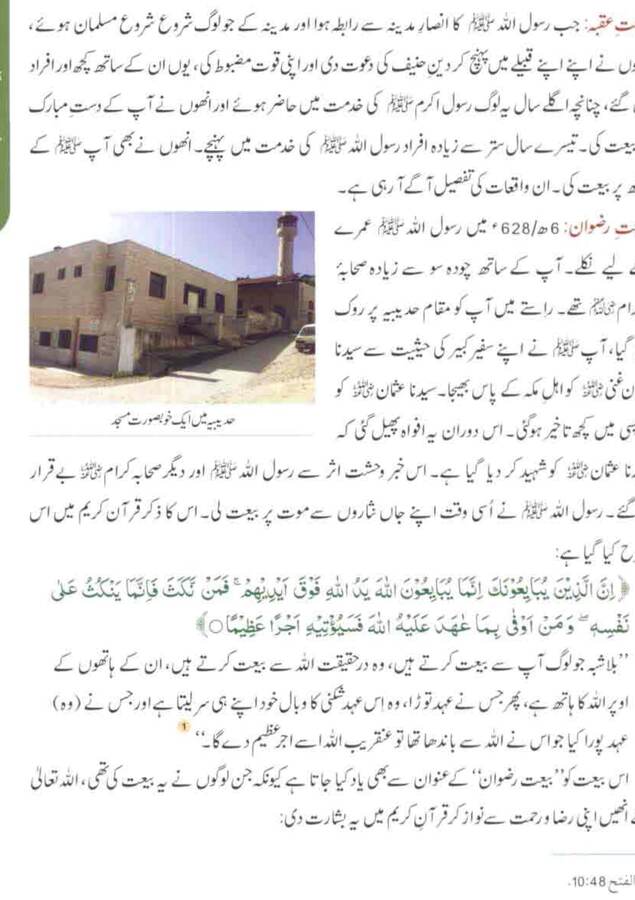 تِ عقبہ: جب رسول اللہ ﷺ کا انصارِ مدینہ سے رابطہ ہوا اور مدینہ کے جو لوگ شروع شروع مسلمان ہوئے،
وں نے اپنے اپنے قبیلے میں پہنچ کر دینِ حنیف کی دعوت دی اور اپنی قوت مضبوط کی، یوں ان کے ساتھ کچھ اور افراد
گئے، چنانچہ اگلے سال یہ لوگ رسول اکرم ﷺ کی خدمت میں حاضر ہوئے اور انھوں نے آپ کے دستِ مبارک
بیعت کی۔ تیسرے سال ستر سے زیادہ افراد رسول اللہ ﷺ کی خدمت میں پہنچے۔ انھوں نے بھی آپ ﷺ کے
ھ پر بیعت کی۔ ان واقعات کی تفصیل آگے آ رہی ہے۔
تِ رضوان: 6ھ/628ء میں رسول اللہ ﷺ عمرے
لیے نکلے۔ آپ کے ساتھ چودہ سو سے زیادہ صحابۂ
رام رضی اللہ عنہم تھے۔ راستے میں آپ کو مقام حدیبیہ پر روک
گیا، آپ ﷺ نے اپنے سفیر کبیر کی حیثیت سے سیدنا
ن غنی رضی اللہ عنہ کو اہلِ مکہ کے پاس بھیجا۔ سیدنا عثمان رضی اللہ عنہ کو
سی میں کچھ تاخیر ہوگئی۔ اس دوران یہ افواہ پھیل گئی کہ
حدیبیہ میں ایک خوبصورت مسجد
نا عثمان رضی اللہ عنہ کو شہید کر دیا گیا ہے۔ اس خبر وحشت اثر سے رسول اللہ ﷺ اور دیگر صحابہ کرام رضی اللہ عنہم بے قرار
گئے۔ رسول اللہ ﷺ نے اُسی وقت اپنے جاں نثاروں سے موت پر بیعت لی۔ اس کا ذکر قرآن کریم میں اس
ح کیا گیا ہے:
﴿ اِنَّ الَّذِيْنَ يُبَايِعُوْنَكَ اِنَّمَا يُبَايِعُوْنَ اللّٰهَ يَدُ اللّٰهِ فَوْقَ اَيْدِيْهِمْ ۚ فَمَنْ نَّكَثَ فَاِنَّمَا يَنْكُثُ عَلٰى
نَفْسِهٖ ۚ وَمَنْ اَوْفٰى بِمَا عٰهَدَ عَلَيْهُ اللّٰهَ فَسَيُؤْتِيْهِ اَجْرًا عَظِيْمًا ۝ ﴾
”بلاشبہ جو لوگ آپ سے بیعت کرتے ہیں، وہ درحقیقت اللہ سے بیعت کرتے ہیں، ان کے ہاتھوں کے
اوپر اللہ کا ہاتھ ہے، پھر جس نے عہد توڑا، وہ اِس عہد شکنی کا وبال خود اپنے ہی سر لیتا ہے اور جس نے (وہ)
عہد پورا کیا جو اس نے اللہ سے باندھا تھا تو عنقریب اللہ اسے اجر عظیم دے گا۔“ 1
اس بیعت کو ”بیعت رضوان“ کے عنوان سے بھی یاد کیا جاتا ہے کیونکہ جن لوگوں نے یہ بیعت کی تھی، اللہ تعالیٰ
انھیں اپنی رضا و رحمت سے نواز کر قرآنِ کریم میں یہ بشارت دی:
الفتح 10:48۔